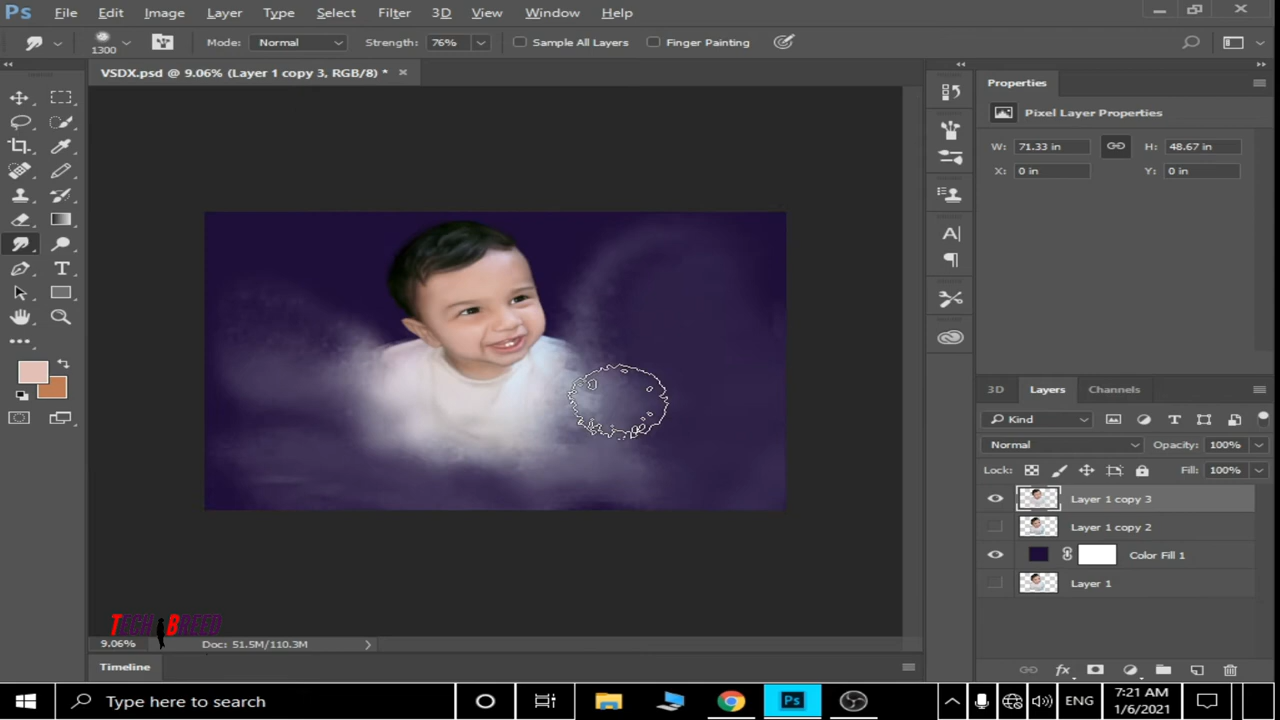 Ps File Edit Image Layer Type Select Filter 3D View Window Help
1300 Mode: Normal Strength: 76% Sample All Layers Finger Painting
VSDX.psd @ 9.06% (Layer 1 copy 3, RGB/8) * ×
Properties
Pixel Layer Properties
W: 71.33 in H: 48.67 in
X: 0 in Y: 0 in
3D Layers Channels
Kind
Normal Opacity: 100%
Lock: Fill: 100%
Layer 1 copy 3
Layer 1 copy 2
Color Fill 1
Layer 1
TECH BREED
9.06% Doc: 51.5M/110.3M
Timeline
Type here to search Ps ENG 7:21 AM
1/6/2021